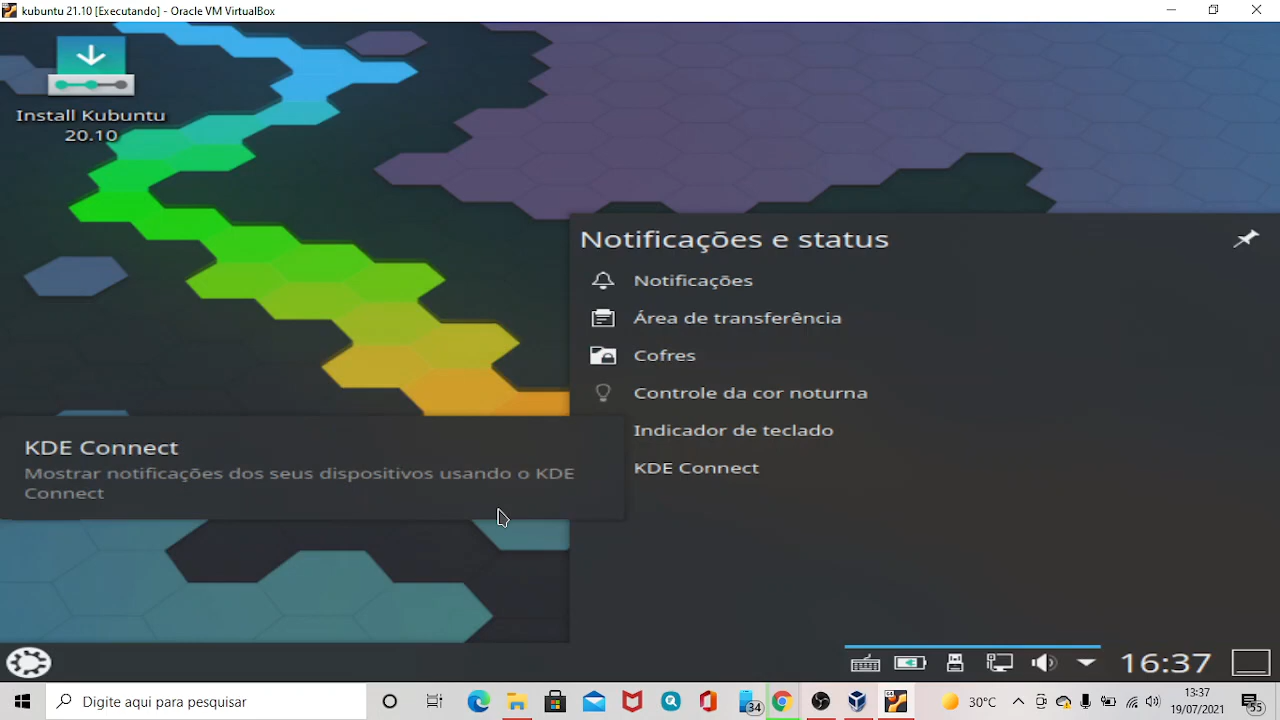 kubuntu 21.10 [Executando] - Oracle VM VirtualBox
Install Kubuntu
20.10
Notificações e status
Notificações
Área de transferência
Cofres
Controle da cor noturna
Indicador de teclado
KDE Connect
KDE Connect
Mostrar notificações dos seus dispositivos usando o KDE
Connect
16:37
Digite aqui para pesquisar
34
30°C
13:37
19/07/2021
55